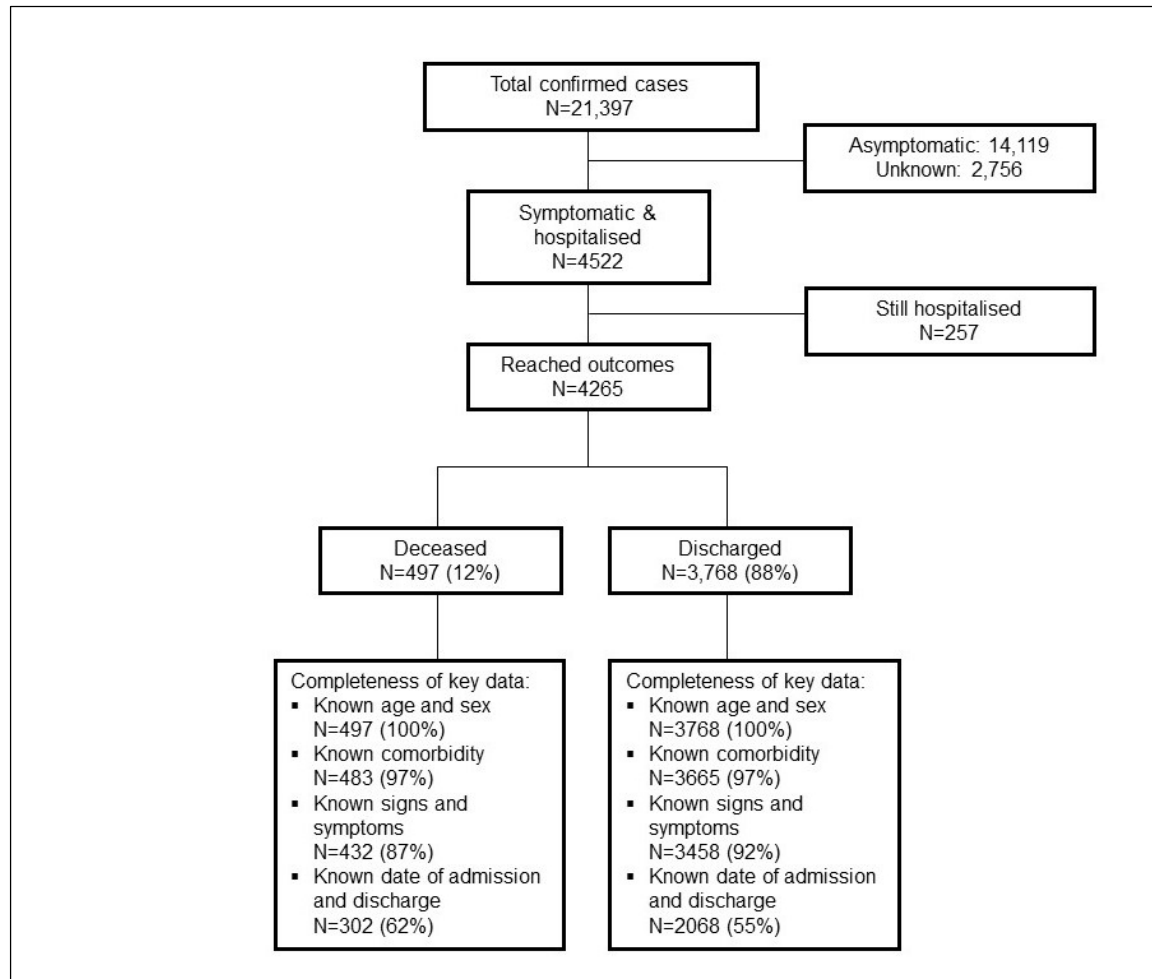 Total confirmed cases
N=21,397
Asymptomatic: 14,119
Unknown: 2,756
Symptomatic &
hospitalised
N=4522
Still hospitalised
N=257
Reached outcomes
N=4265
Deceased
N=497 (12%)
Discharged
N=3,768 (88%)
Completeness of key data:
▪ Known age and sex
N=497 (100%)
▪ Known comorbidity
N=483 (97%)
▪ Known signs and
symptoms
N=432 (87%)
▪ Known date of admission
and discharge
N=302 (62%)
Completeness of key data:
▪ Known age and sex
N=3768 (100%)
▪ Known comorbidity
N=3665 (97%)
▪ Known signs and
symptoms
N=3458 (92%)
▪ Known date of admission
and discharge
N=2068 (55%)